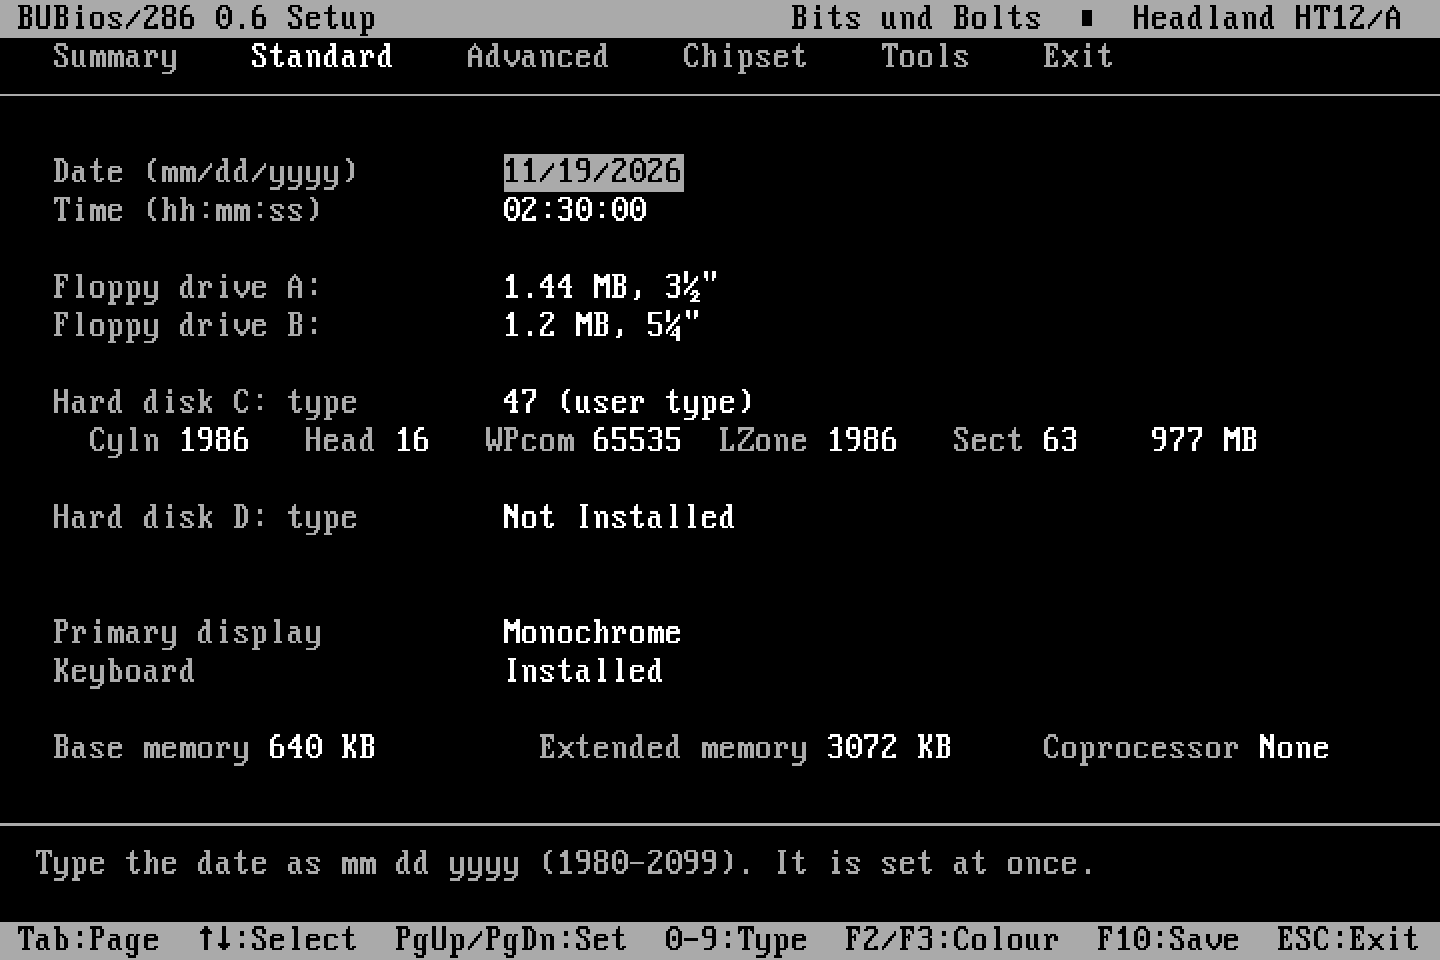 BUBios/286 0.6 Setup Bits und Bolts ▪ Headland HT12/A
Summary Standard Advanced Chipset Tools Exit
Date (mm/dd/yyyy) 11/19/2026
Time (hh:mm:ss) 02:30:00
Floppy drive A: 1.44 MB, 3½"
Floppy drive B: 1.2 MB, 5¼"
Hard disk C: type 47 (user type)
Cyln 1986 Head 16 WPcom 65535 LZone 1986 Sect 63 977 MB
Hard disk D: type Not Installed
Primary display Monochrome
Keyboard Installed
Base memory 640 KB Extended memory 3072 KB Coprocessor None
Type the date as mm dd yyyy (1980-2099). It is set at once.
Tab:Page ↑↓:Select PgUp/PgDn:Set 0-9:Type F2/F3:Colour F10:Save ESC:Exit